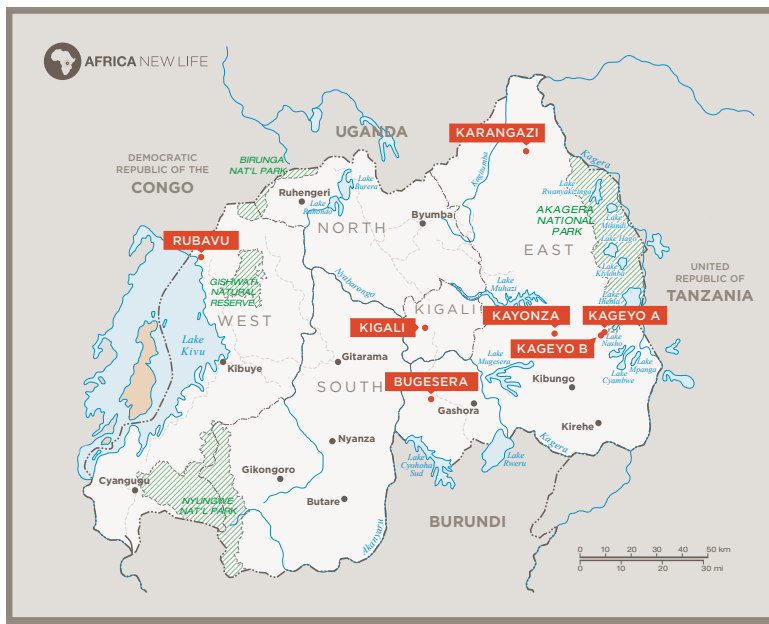 AFRICA NEW LIFE
UGANDA
KARANGAZI
DEMOCRATIC
REPUBLIC OF THE
CONGO
BIRUNGA
NAT'L PARK
Kagitumba
Kagera
Lake
Rwanyakizinga
Ruhengeri
Lake
Burera
Lake
Ruhondo
Byumba
NORTH
AKAGERA
NATIONAL
PARK
Lake
Mikindi
Lake Hago
RUBAVU
EAST
Lake
Kivumba
UNITED
REPUBLIC OF
TANZANIA
GISHWATI
NATURAL
RESERVE
Nyabarongo
Lake
Muhazi
Lake
Ihema
WEST
KIGALI
KIGALI
KAYONZA
KAGEYO A
KAGEYO B
Lake
Nasho
Lake
Kivu
Kibuye
Gitarama
Lake
Mugesera
Lake
Mpanga
Lake
Cyambwe
SOUTH
BUGESERA
Kibungo
Gashora
Kirehe
Nyanza
Kagera
Lake
Cyohoha
Sud
Lake
Rweru
Cyangugu
Gikongoro
NYUNGWE
NAT'L PARK
Butare
BURUNDI
Akanyaru
0 10 20 30 40 50 km
0 10 20 30 mi